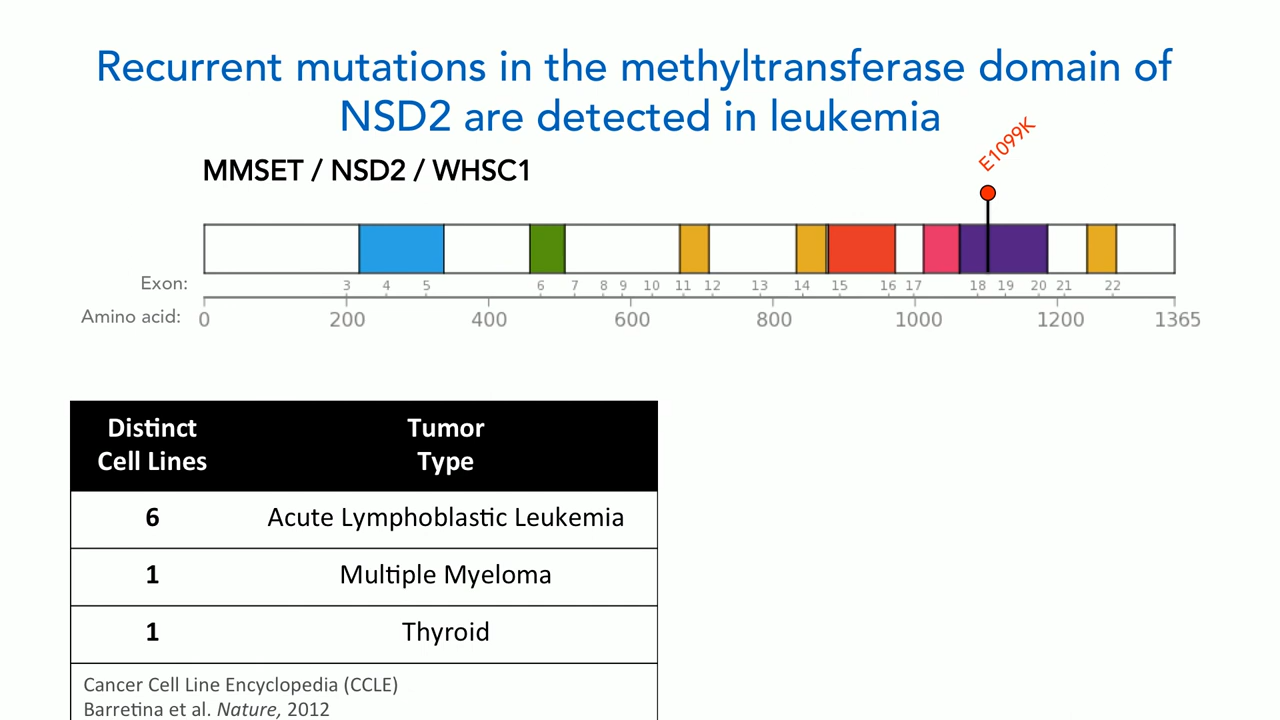 Recurrent mutations in the methyltransferase domain of
NSD2 are detected in leukemia
E1099K
MMSET / NSD2 / WHSC1
Exon: 3 4 5 6 7 8 9 10 11 12 13 14 15 16 17 18 19 20 21 22
Amino acid: 0 200 400 600 800 1000 1200 1365
Distinct Tumor
Cell Lines Type
6 Acute Lymphoblastic Leukemia
1 Multiple Myeloma
1 Thyroid
Cancer Cell Line Encyclopedia (CCLE)
Barretina et al. Nature, 2012